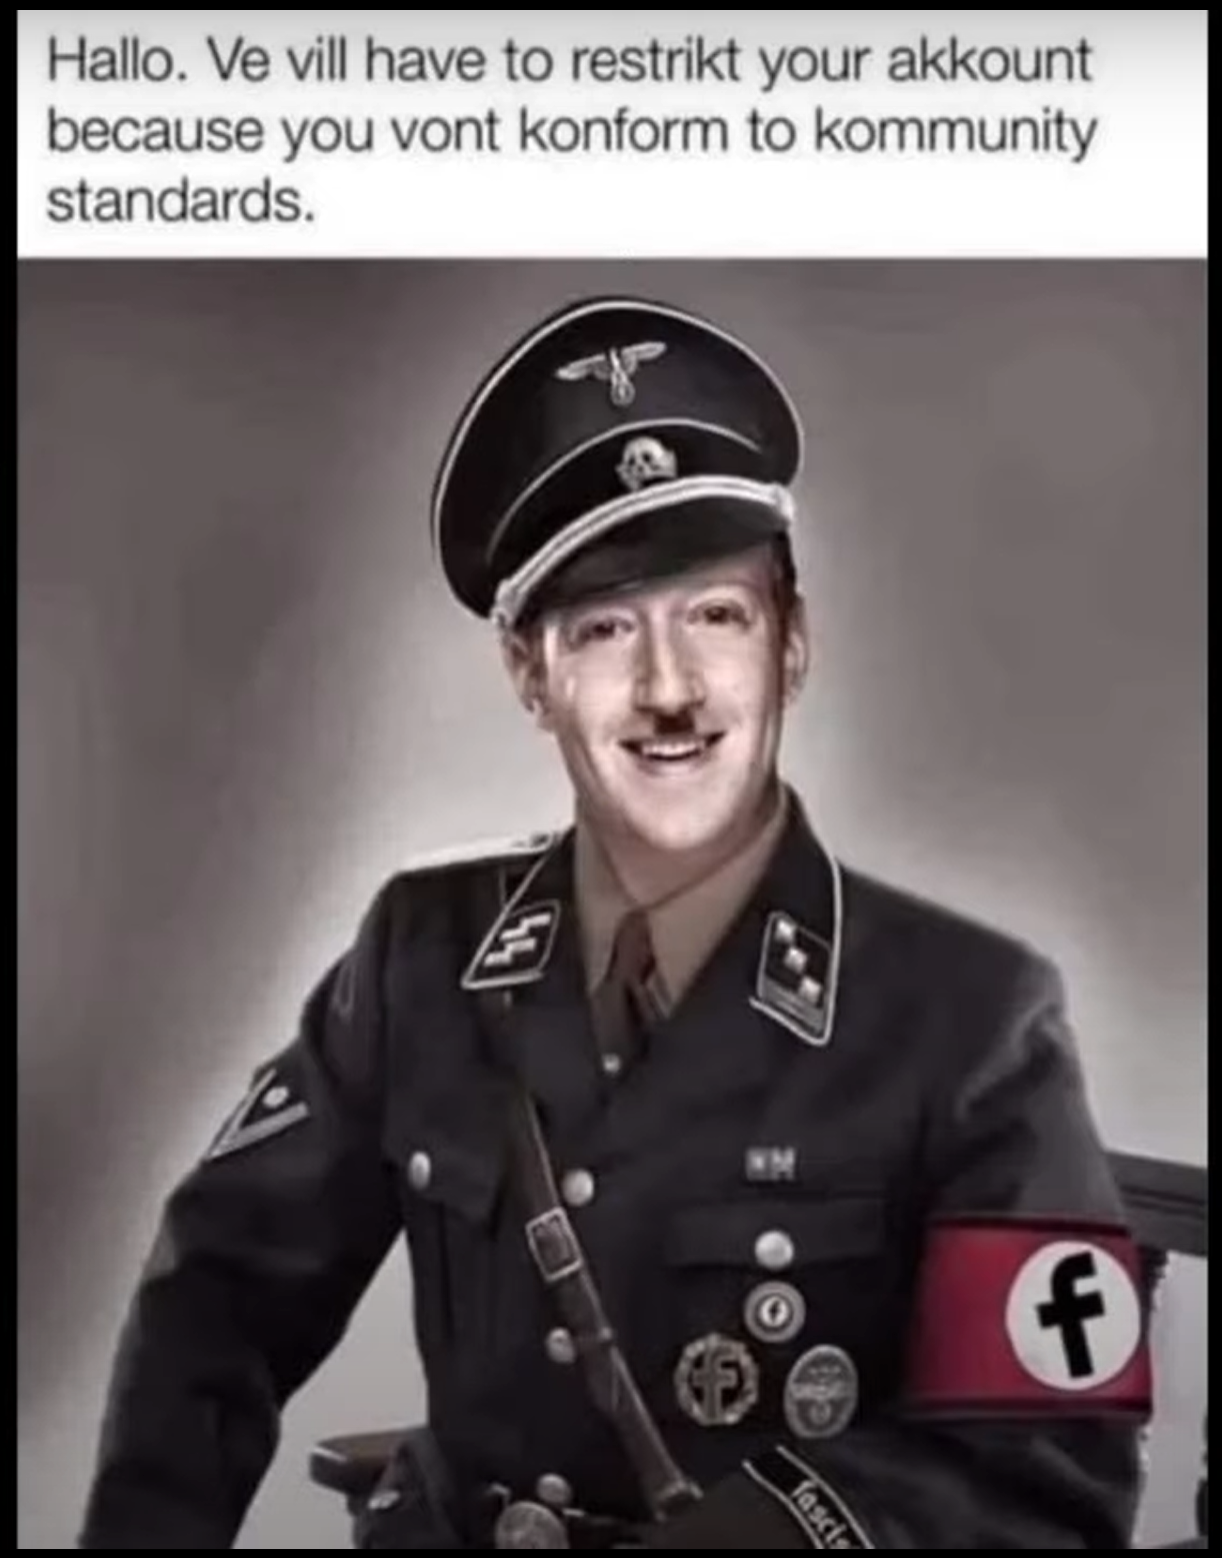 Hallo. Ve vill have to restrikt your akkount
because you vont konform to kommunity
standards.
f